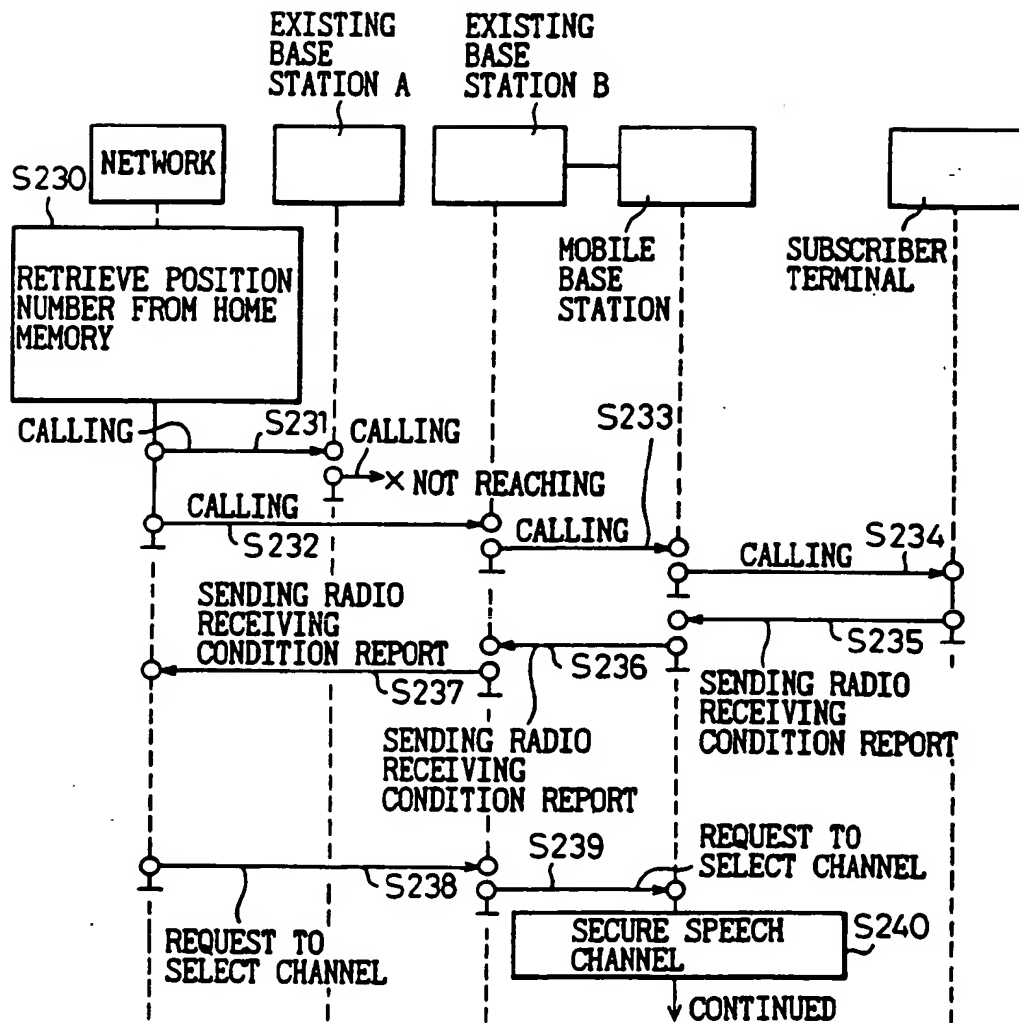 EXISTING
BASE
STATION A
EXISTING
BASE
STATION B
NETWORK
S230
MOBILE
BASE
STATION
SUBSCRIBER
TERMINAL
RETRIEVE POSITION
NUMBER FROM HOME
MEMORY
CALLING
S231
CALLING
S233
× NOT REACHING
CALLING
S232
CALLING
CALLING
S234
SENDING RADIO
RECEIVING
CONDITION REPORT
S235
S236
S237
SENDING RADIO
RECEIVING
CONDITION REPORT
SENDING RADIO
RECEIVING
CONDITION REPORT
S238
S239
REQUEST TO
SELECT CHANNEL
REQUEST TO
SELECT CHANNEL
SECURE SPEECH
CHANNEL
S240
CONTINUED